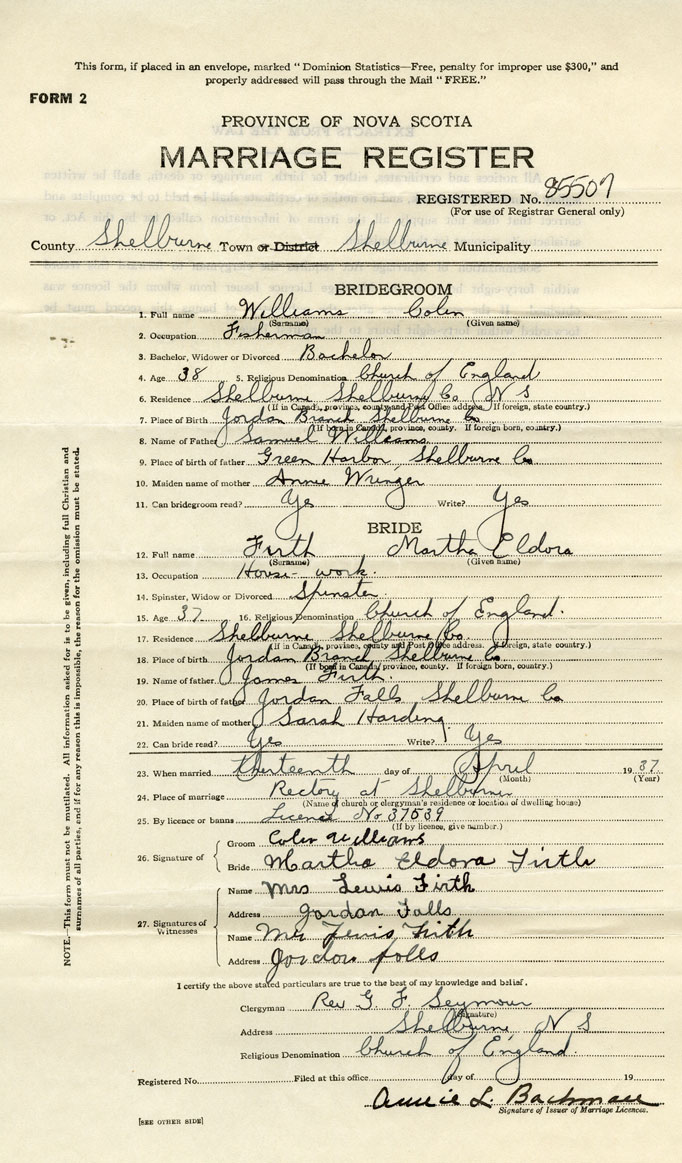 This form, if placed in an envelope, marked "Dominion Statistics—Free, penalty for improper use $300," and
properly addressed will pass through the Mail "FREE."
FORM 2
PROVINCE OF NOVA SCOTIA
MARRIAGE REGISTER
REGISTERED No. 85507
(For use of Registrar General only)
County Shelburne Town or District Shelburne Municipality
BRIDEGROOM
1. Full name Williams Colin
(Surname) (Given name)
2. Occupation Fisherman
3. Bachelor, Widower or Divorced Bachelor
4. Age 38 5. Religious Denomination Church of England
6. Residence Shelburne Shelburne Co N S
(If in Canada, province, county and Post Office address. If foreign, state country.)
7. Place of Birth Jordan Branch Shelburne Co
(If born in Canada, province, county. If foreign born, country.)
8. Name of Father Samuel Williams
9. Place of birth of father Green Harbor, Shelburne Co
10. Maiden name of mother Annie Wringer
11. Can bridegroom read? Yes Write? Yes
BRIDE
12. Full name Firth Martha Eldora
(Surname) (Given name)
13. Occupation House-work.
14. Spinster, Widow or Divorced Spinster
15. Age 37 16. Religious Denomination Church of England.
17. Residence Shelburne Shelburne Co.
(If in Canada, province, county and Post Office address. If foreign, state country.)
18. Place of birth Jordan Branch Shelburne Co
(If born in Canada, province, county. If foreign born, country.)
19. Name of father James Firth.
20. Place of birth of father Jordan Falls Shelburne Co
21. Maiden name of mother Sarah Harding
22. Can bride read? Yes Write? Yes
23. When married thirteenth day of April 19 37
(Month) (Year)
24. Place of marriage Rectory at Shelburne
(Name of church or clergyman's residence or location of dwelling house)
25. By licence or banns Licence No 37539
(If by licence, give number.)
26. Signature of
Groom Colin Williams
Bride Martha Eldora Firth
27. Signatures of Witnesses
Name Mrs Lewis Firth
Address Jordan Falls
Name Mr Lewis Firth
Address Jordan falls
I certify the above stated particulars are true to the best of my knowledge and belief.
Clergyman Rev G. F. Seymour
(Signature)
Address Shelburne, N S
Religious Denomination Church of England.
Registered No. Filed at this office day of 19
Annie L. Bachman
Signature of Issuer of Marriage Licences.
[SEE OTHER SIDE]
NOTE.—This form must not be mutilated. All information asked for is to be given, including full Christian and
surnames of all parties, and if for any reason this is impossible, the reason for the omission must be stated.